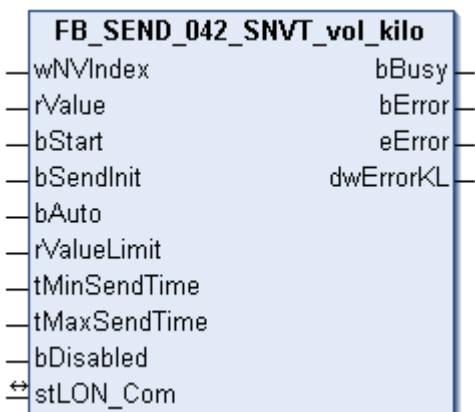 FB_SEND_042_SNVT_vol_kilo
wNVIndex bBusy
rValue bError
bStart eError
bSendInit dwErrorKL
bAuto
rValueLimit
tMinSendTime
tMaxSendTime
bDisabled
stLON_Com